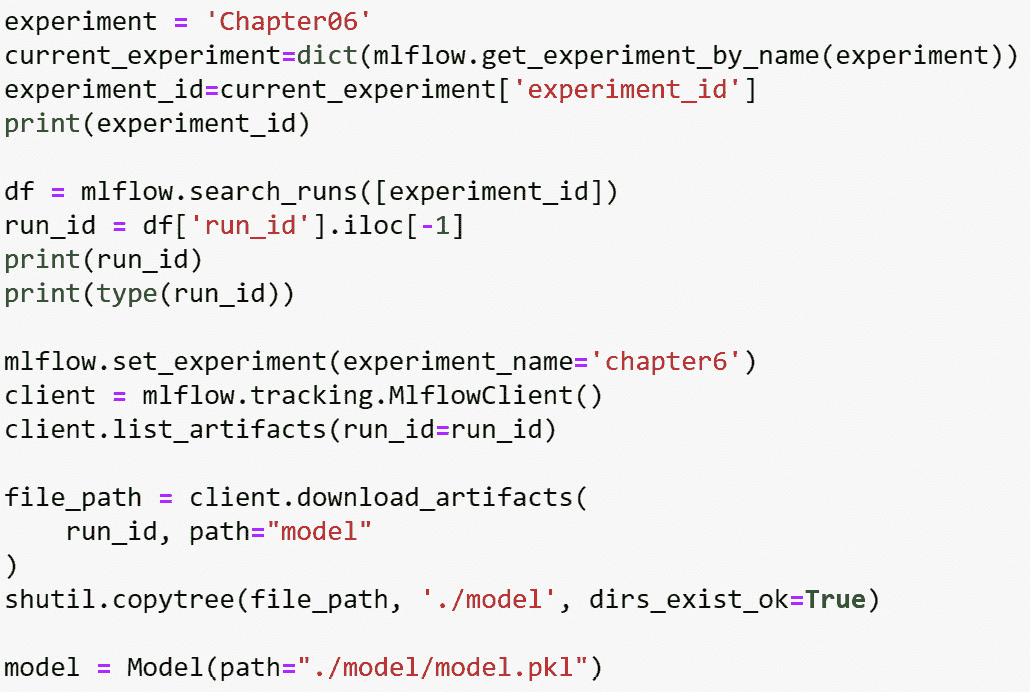 experiment = 'Chapter06'
current_experiment=dict(mlflow.get_experiment_by_name(experiment))
experiment_id=current_experiment['experiment_id']
print(experiment_id)

df = mlflow.search_runs([experiment_id])
run_id = df['run_id'].iloc[-1]
print(run_id)
print(type(run_id))

mlflow.set_experiment(experiment_name='chapter6')
client = mlflow.tracking.MlflowClient()
client.list_artifacts(run_id=run_id)

file_path = client.download_artifacts(
    run_id, path="model"
)
shutil.copytree(file_path, './model', dirs_exist_ok=True)

model = Model(path="./model/model.pkl")